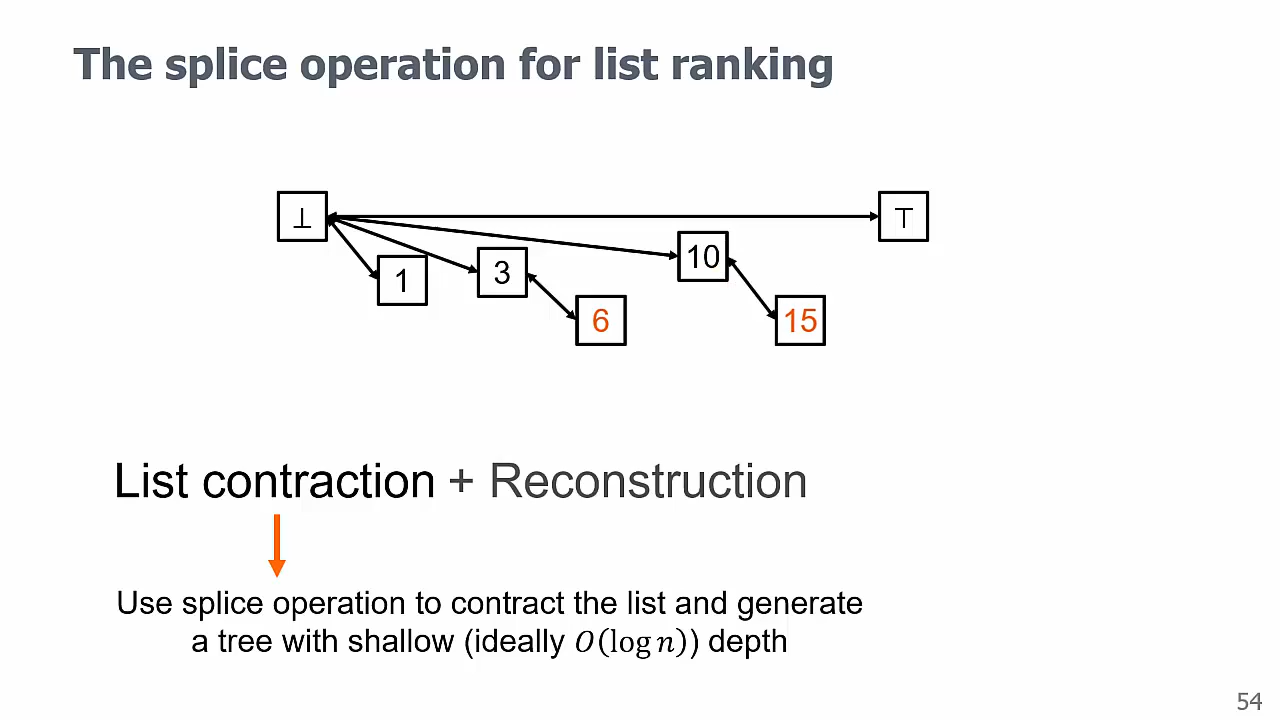 The splice operation for list ranking
⊥
⊤
10
3
1
6
15
List contraction + Reconstruction
Use splice operation to contract the list and generate
a tree with shallow (ideally O(log n)) depth
54